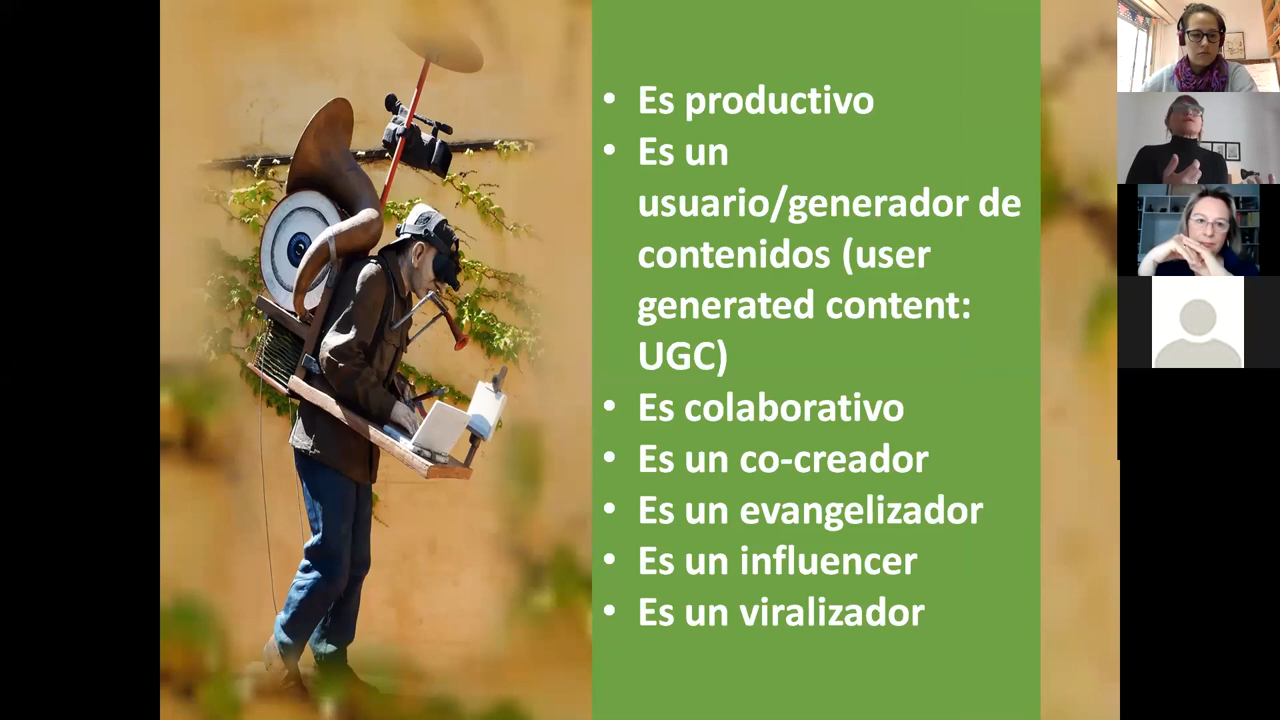 • Es productivo
• Es un
usuario/generador de
contenidos (user
generated content:
UGC)
• Es colaborativo
• Es un co-creador
• Es un evangelizador
• Es un influencer
• Es un viralizador